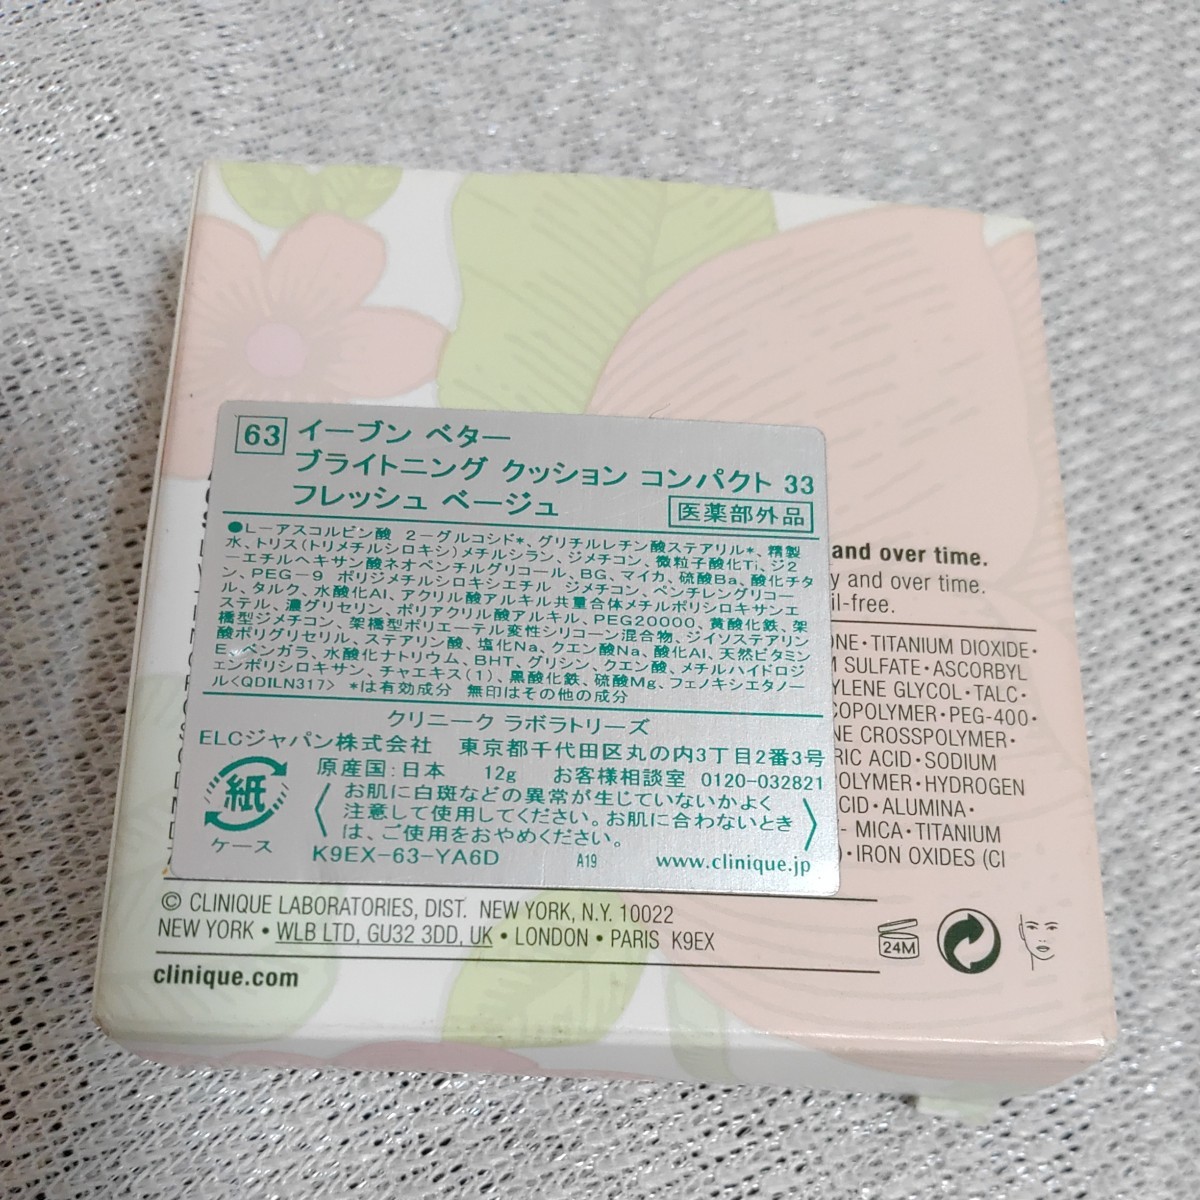 63 イーブン ベター
ブライトニング クッション コンパクト 33
フレッシュ ベージュ
医薬部外品
●L－アスコルビン酸 2－グルコシド*、グリチルレチン酸ステアリル*、精製
水、トリス(トリメチルシロキシ)メチルシラン、ジメチコン、微粒子酸化Ti、ジ2
－エチルヘキサン酸ネオペンチルグリコール、BG、マイカ、硫酸Ba、酸化チタ
ン、PEG－9 ポリジメチルシロキシエチル ジメチコン、ペンチレングリコー
ル、タルク、水酸化Al、アクリル酸アルキル共重合体メチルポリシロキサンエ
ステル、濃グリセリン、ポリアクリル酸アルキル、PEG20000、黄酸化鉄、架
橋型ジメチコン、架橋型ポリエーテル変性シリコーン混合物、ジイソステアリン
酸ポリグリセリル、ステアリン酸、塩化Na、クエン酸Na、酸化Al、天然ビタミン
E、ベンガラ、水酸化ナトリウム、BHT、グリシン、クエン酸、メチルハイドロジ
ェンポリシロキサン、チャエキス(1)、黒酸化鉄、硫酸Mg、フェノキシエタノー
ル<QDILN317> *は有効成分 無印はその他の成分
クリニーク ラボラトリーズ
ELCジャパン株式会社 東京都千代田区丸の内3丁目2番3号
原産国:日本 12g お客様相談室 0120-032821
紙
ケース
お肌に白斑などの異常が生じていないかよく
注意して使用してください。お肌に合わないとき
は、ご使用をおやめください。
K9EX-63-YA6D A19 www.clinique.jp
and over time.
y and over time.
il-free.
ONE • TITANIUM DIOXIDE •
M SULFATE • ASCORBYL
YLENE GLYCOL • TALC •
COPOLYMER • PEG-400 •
NE CROSSPOLYMER •
RIC ACID • SODIUM
OLYMER • HYDROGEN
CID • ALUMINA •
- MICA • TITANIUM
) • IRON OXIDES (CI
© CLINIQUE LABORATORIES, DIST. NEW YORK, N.Y. 10022
NEW YORK • WLB LTD, GU32 3DD, UK • LONDON • PARIS K9EX
24M
clinique.com